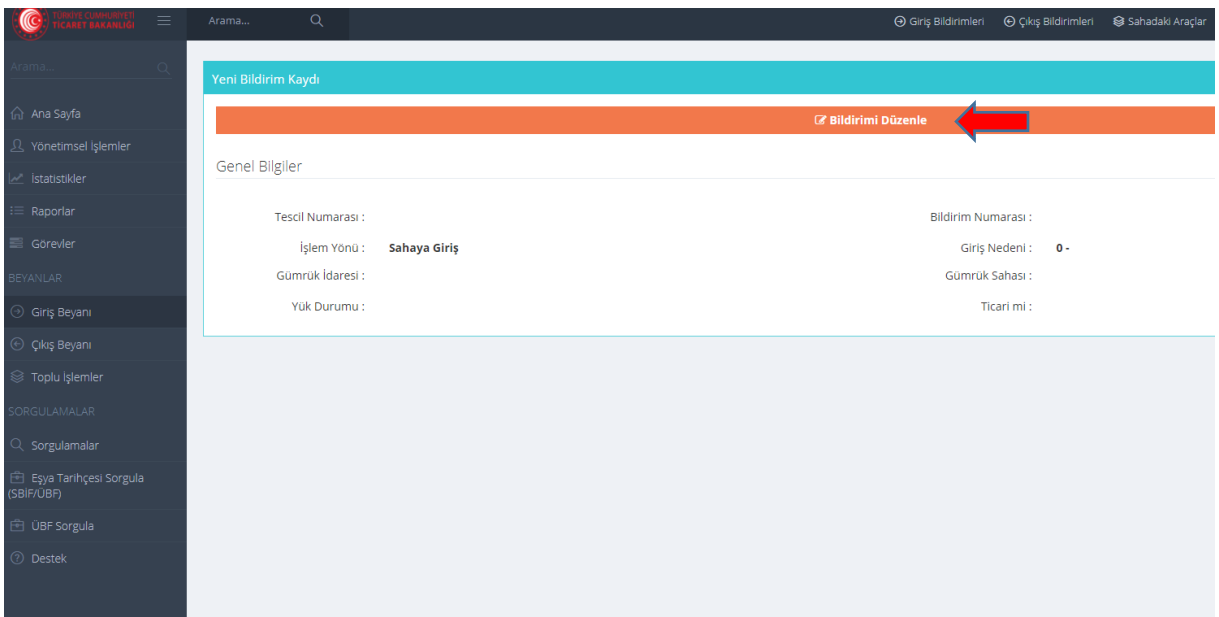 TÜRKİYE CUMHURİYETİ
TİCARET BAKANLIĞI
Arama...
Giriş Bildirimleri
Çıkış Bildirimleri
Sahadaki Araçlar
Arama...
Ana Sayfa
Yönetimsel İşlemler
İstatistikler
Raporlar
Görevler
BEYANLAR
Giriş Beyanı
Çıkış Beyanı
Toplu İşlemler
SORGULAMALAR
Sorgulamalar
Eşya Tarihçesi Sorgula
(SBİF/ÜBF)
ÜBF Sorgula
Destek
Yeni Bildirim Kaydı
Bildirimi Düzenle
Genel Bilgiler
Tescil Numarası :
Bildirim Numarası :
İşlem Yönü : Sahaya Giriş
Giriş Nedeni : 0 -
Gümrük İdaresi :
Gümrük Sahası :
Yük Durumu :
Ticari mi :